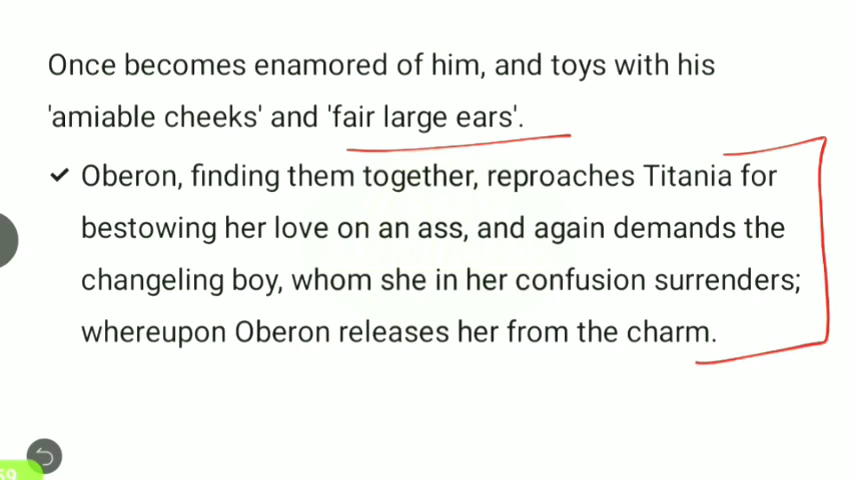 Once becomes enamored of him, and toys with his
'amiable cheeks' and 'fair large ears'.
✓ Oberon, finding them together, reproaches Titania for
bestowing her love on an ass, and again demands the
changeling boy, whom she in her confusion surrenders;
whereupon Oberon releases her from the charm.
59